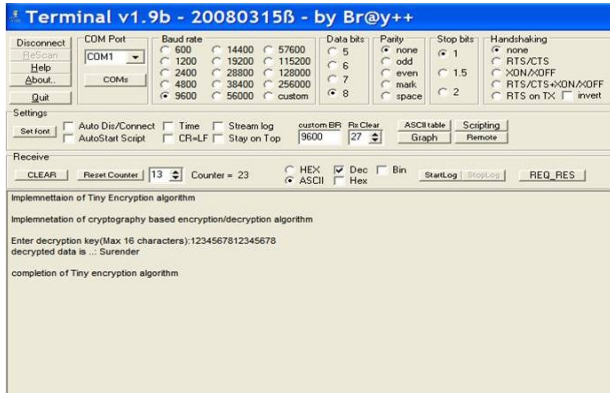 Terminal v1.9b - 20080315ß - by Br@y++
Disconnect
ReScan
Help
About..
Quit
COM Port
COM1
COMs
Baud rate
600 14400 57600
1200 19200 115200
2400 28800 128000
4800 38400 256000
9600 56000 custom
Data bits
5
6
7
8
Parity
none
odd
even
mark
space
Stop bits
1
1.5
2
Handshaking
none
RTS/CTS
XON/XOFF
RTS/CTS+XON/XOFF
RTS on TX invert
Settings
Set font
Auto Dis/Connect Time Stream log
AutoStart Script CR=LF Stay on Top
custom BR Rx Clear
9600 27
ASCII table Scripting
Graph Remote
Receive
CLEAR Reset Counter 13 Counter = 23
HEX Dec Bin
ASCII Hex
StartLog StopLog REQ_RES
Implemnettaion of Tiny Encryption algorithm
Implemnetation of cryptography based encryption/decryption algorithm
Enter decryption key(Max 16 characters):1234567812345678
decrypted data is ..: Surender
completion of Tiny encryption algorithm